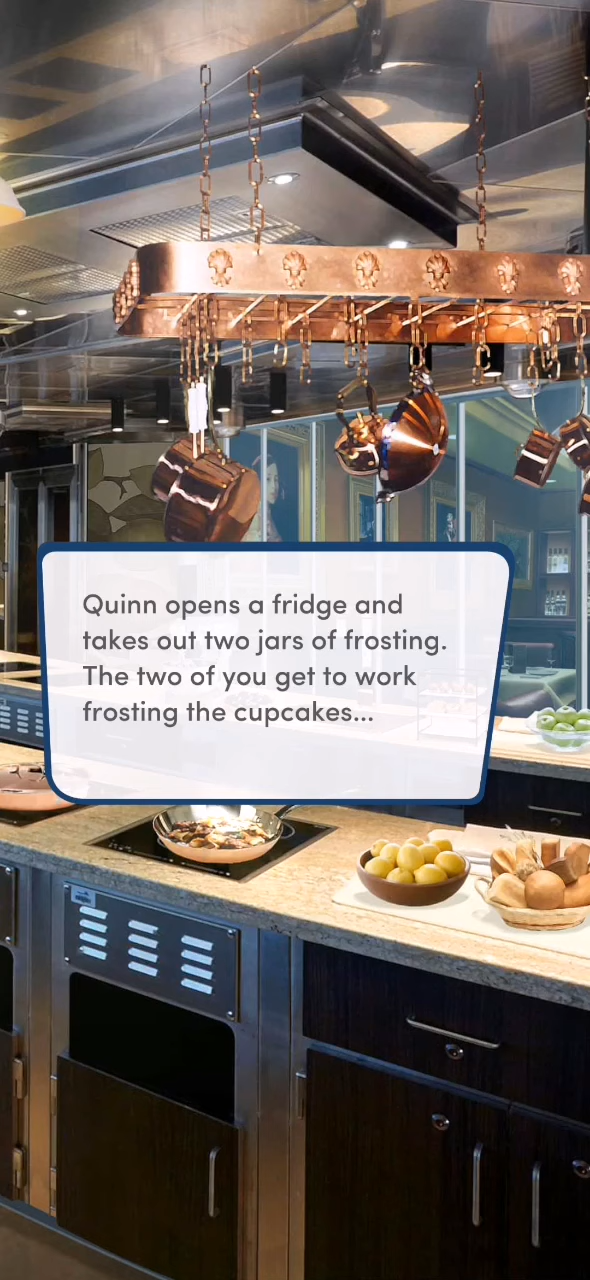 Quinn opens a fridge and
takes out two jars of frosting.
The two of you get to work
frosting the cupcakes...